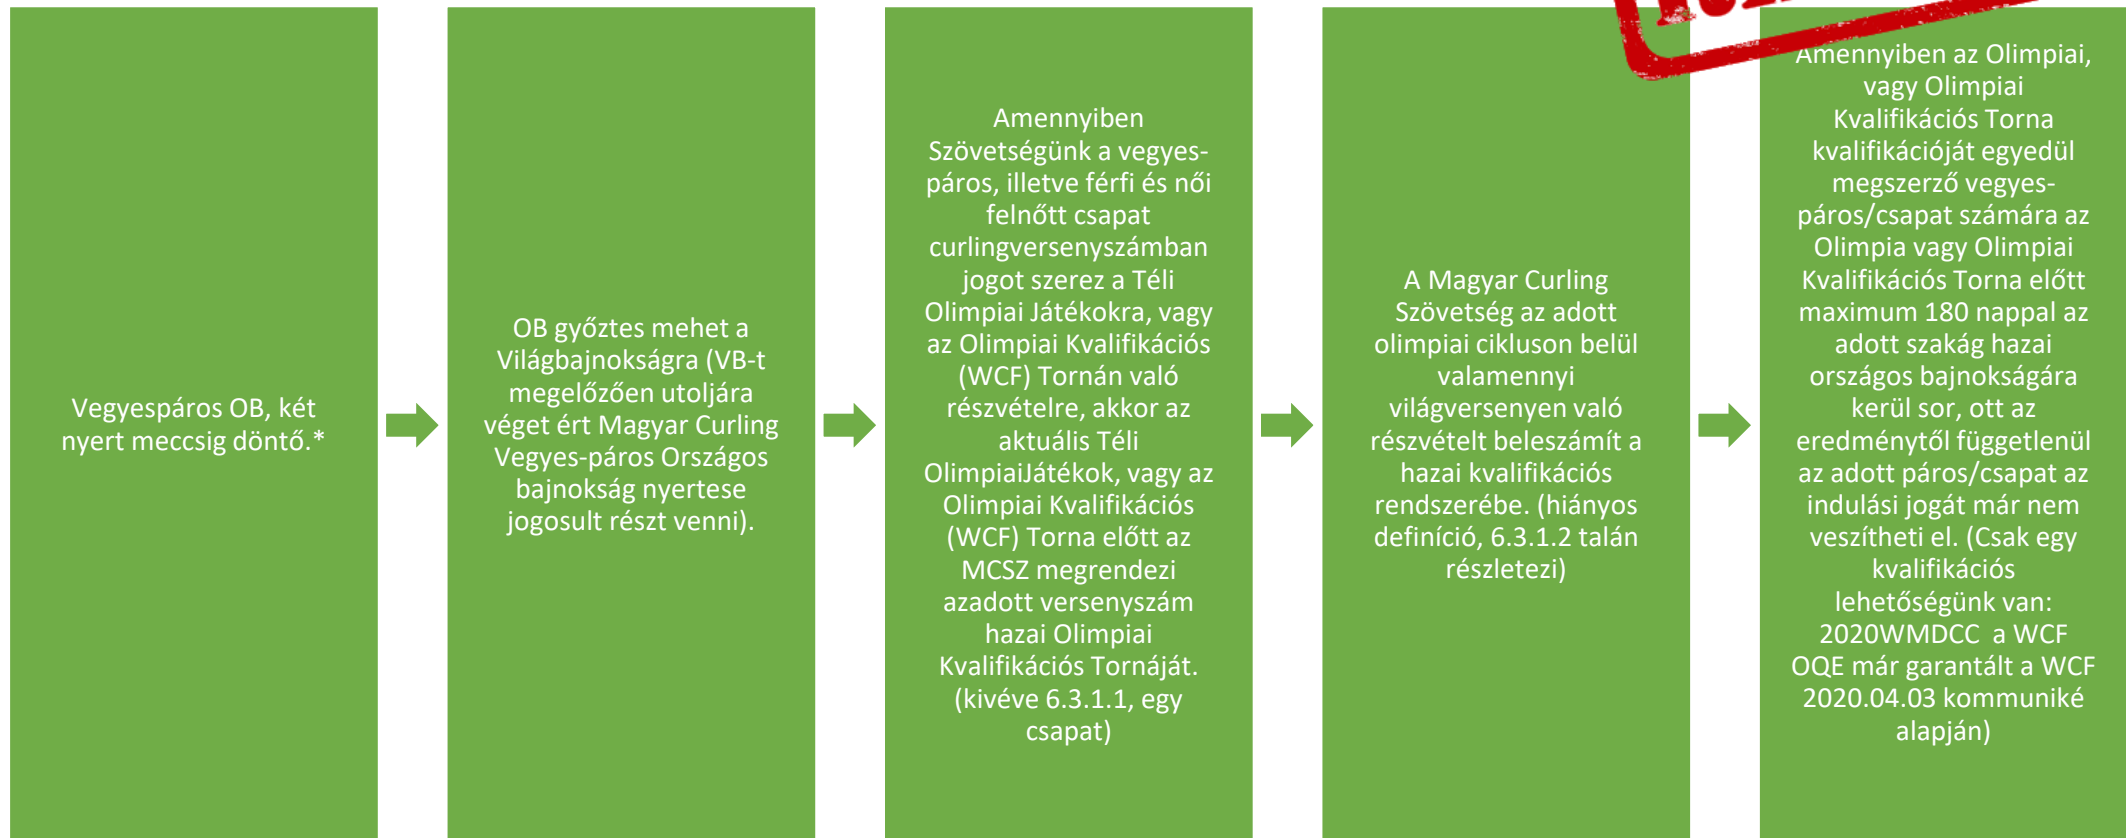 Vegyespáros OB, két
nyert meccsig döntő.*
OB győztes mehet a
Világbajnokságra (VB-t
megelőzően utoljára
véget ért Magyar Curling
Vegyes-páros Országos
bajnokság nyertese
jogosult részt venni).
Amennyiben
Szövetségünk a vegyes-
páros, illetve férfi és női
felnőtt csapat
curlingversenyszámban
jogot szerez a Téli
Olimpiai Játékokra, vagy
az Olimpiai Kvalifikációs
(WCF) Tornán való
részvételre, akkor az
aktuális Téli
OlimpiaiJátékok, vagy az
Olimpiai Kvalifikációs
(WCF) Torna előtt az
MCSZ megrendezi
azadott versenyszám
hazai Olimpiai
Kvalifikációs Tornáját.
(kivéve 6.3.1.1, egy
csapat)
A Magyar Curling
Szövetség az adott
olimpiai cikluson belül
valamennyi
világversenyen való
részvételt beleszámít a
hazai kvalifikációs
rendszerébe. (hiányos
definíció, 6.3.1.2 talán
részletezi)
Amennyiben az Olimpiai,
vagy Olimpiai
Kvalifikációs Torna
kvalifikációját egyedül
megszerző vegyes-
páros/csapat számára az
Olimpia vagy Olimpiai
Kvalifikációs Torna előtt
maximum 180 nappal az
adott szakág hazai
országos bajnokságára
kerül sor, ott az
eredménytől függetlenül
az adott páros/csapat az
indulási jogát már nem
veszítheti el. (Csak egy
kvalifikációs
lehetőségünk van:
2020WMDCC a WCF
OQE már garantált a WCF
2020.04.03 kommuniké
alapján)